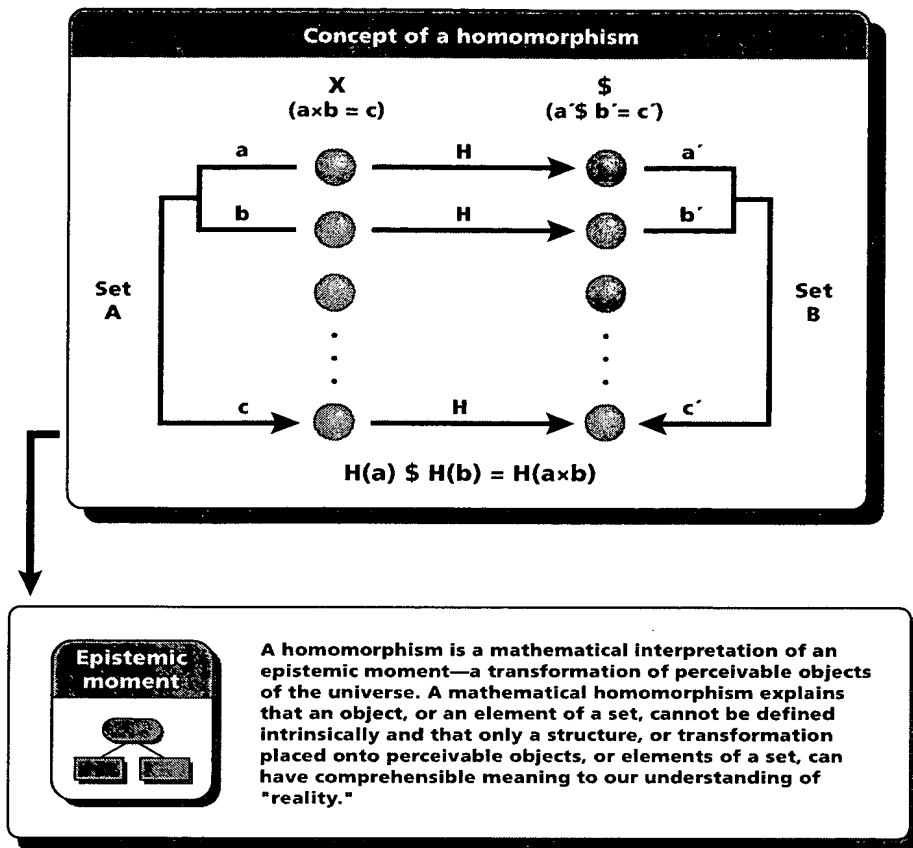 Concept of a homomorphism
X
(a×b = c)
$
(a´$ b´= c´)
a
H
a´
b
H
b´
Set
A
Set
B
c
H
c´
H(a) $ H(b) = H(a×b)
Epistemic
moment
A homomorphism is a mathematical interpretation of an
epistemic moment—a transformation of perceivable objects
of the universe. A mathematical homomorphism explains
that an object, or an element of a set, cannot be defined
intrinsically and that only a structure, or transformation
placed onto perceivable objects, or elements of a set, can
have comprehensible meaning to our understanding of
"reality."